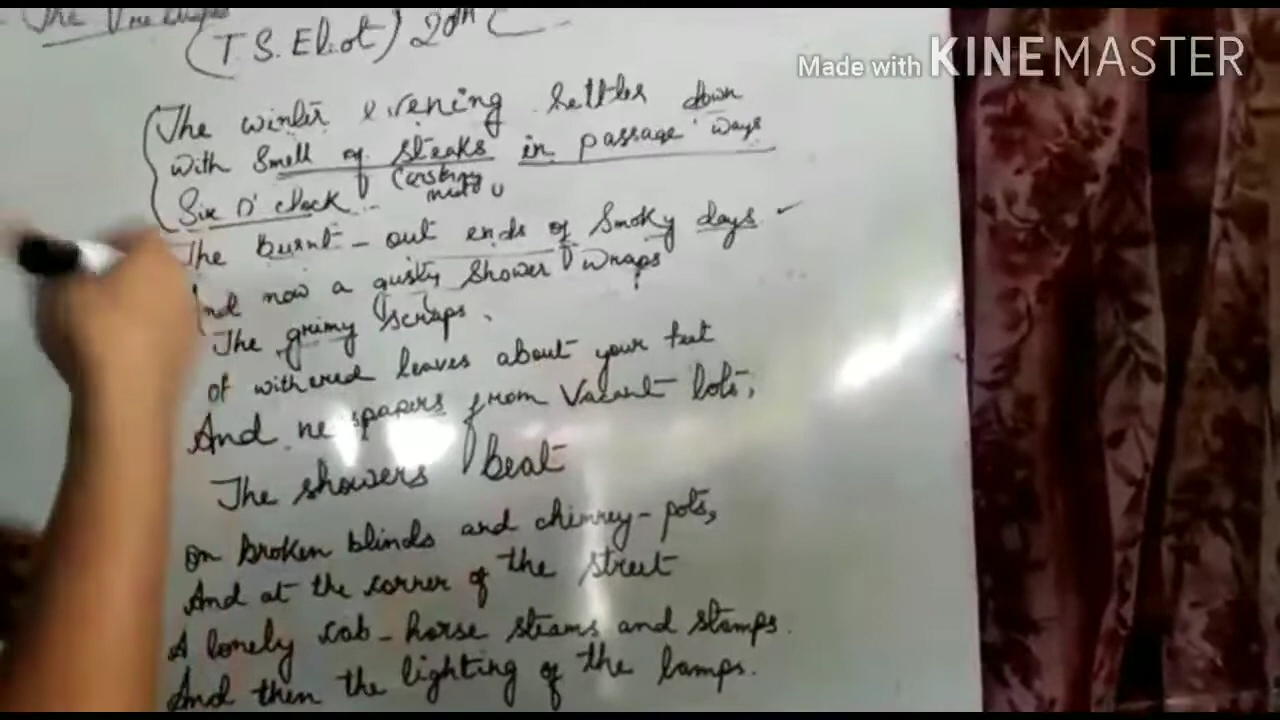 The
(T. S. Eliot) 20th C
Made with KINEMASTER
The winter evening settles down
with smell of steaks in passage ways
Six O' clock
The burnt - out ends of smoky days
And now a gusty shower wraps
The grimy scraps.
of withered leaves about your feet
And ne spapers from Vacant lots,
The showers beat
on broken blinds and chimney - pots,
And at the corner of the street
A lonely cab - horse steams and stamps.
And then the lighting of the lamps.